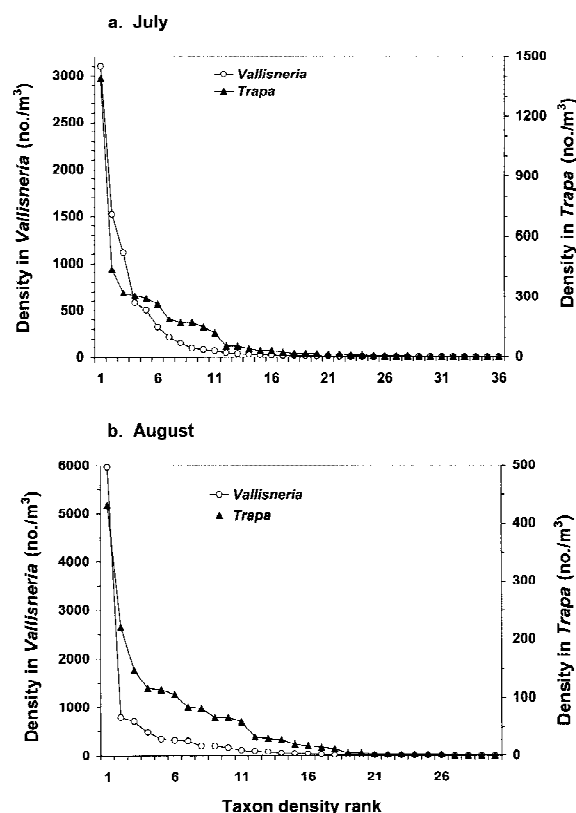 a. July
Density in Vallisneria (no./m³)
3000
2500
2000
1500
1000
500
0
Vallisneria
Trapa
1500
1200
900
600
300
0
Density in Trapa (no./m³)
1 6 11 16 21 26 31 36
b. August
Density in Vallisneria (no./m³)
6000
5000
4000
3000
2000
1000
0
Vallisneria
Trapa
500
400
300
200
100
0
Density in Trapa (no./m³)
1 6 11 16 21 26
Taxon density rank